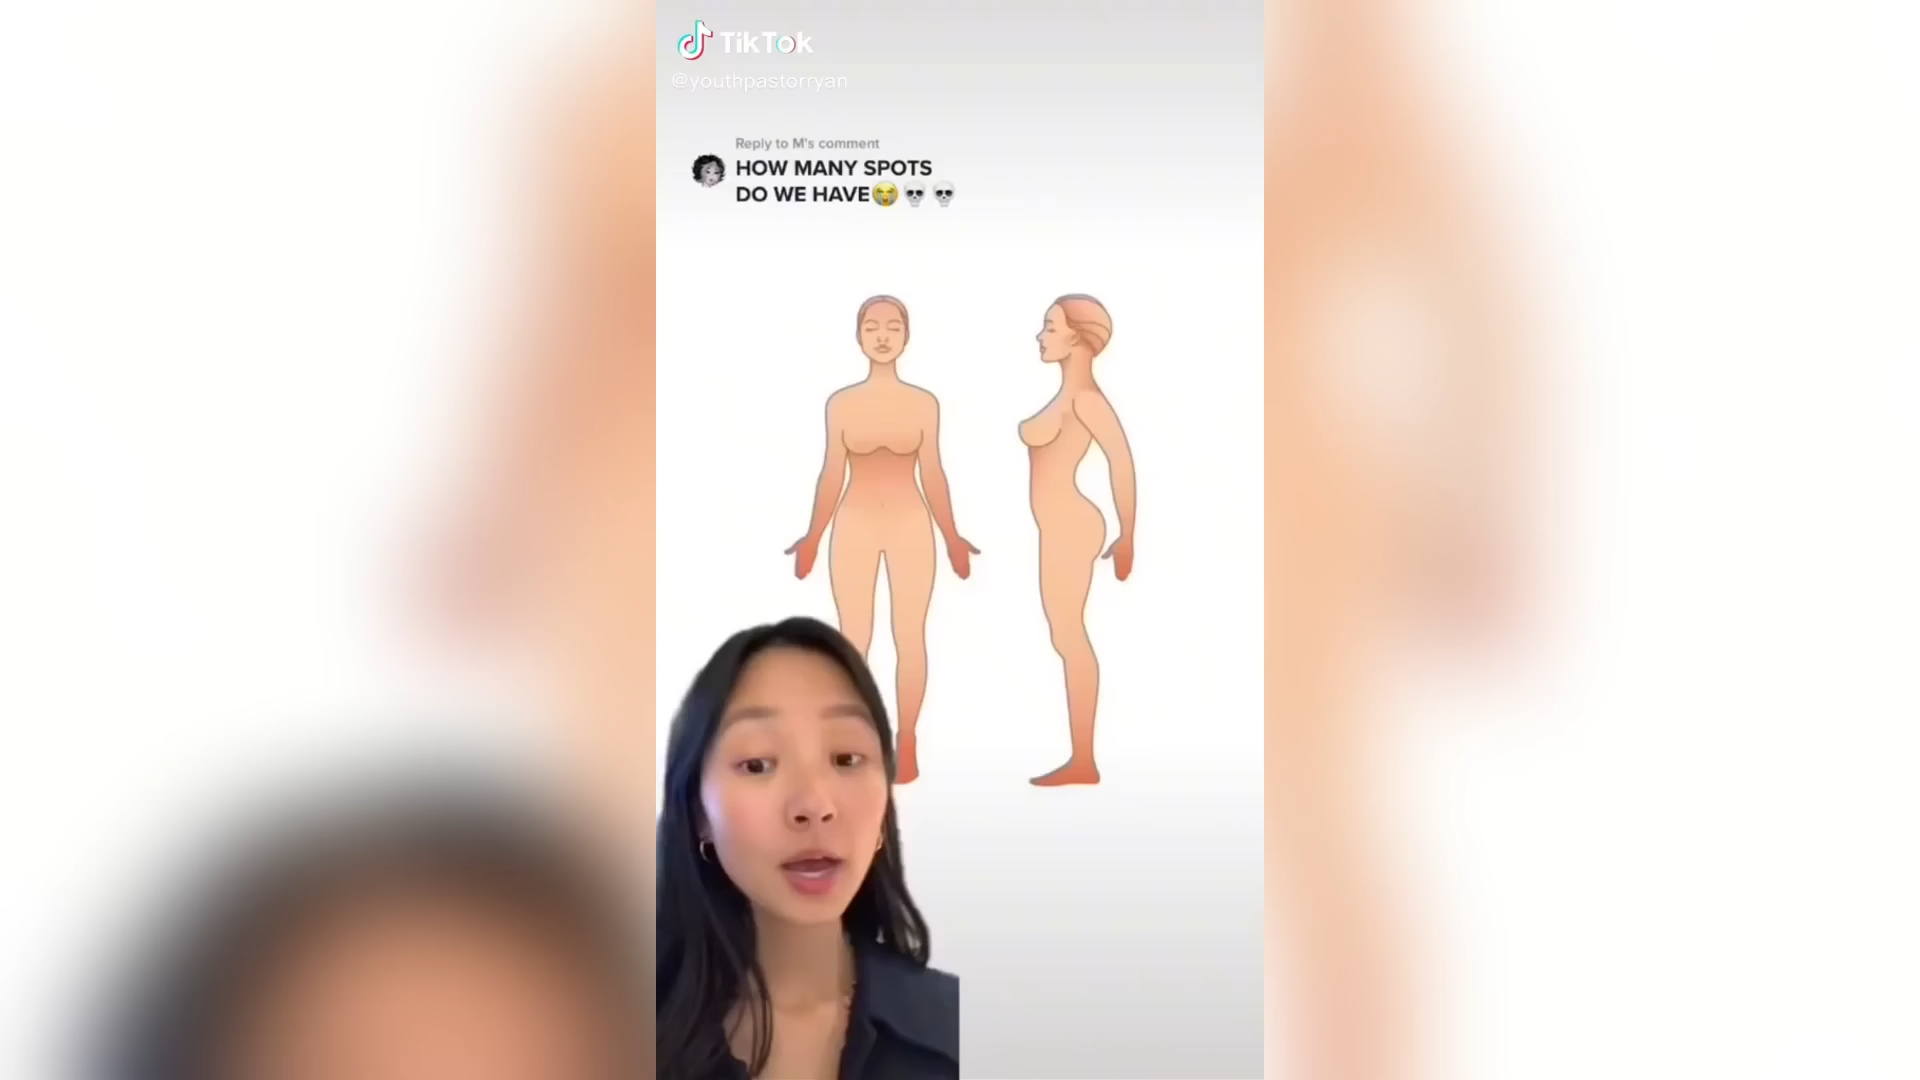 TikTok
@youthpastorryan
Reply to M's comment
HOW MANY SPOTS
DO WE HAVE😭💀💀